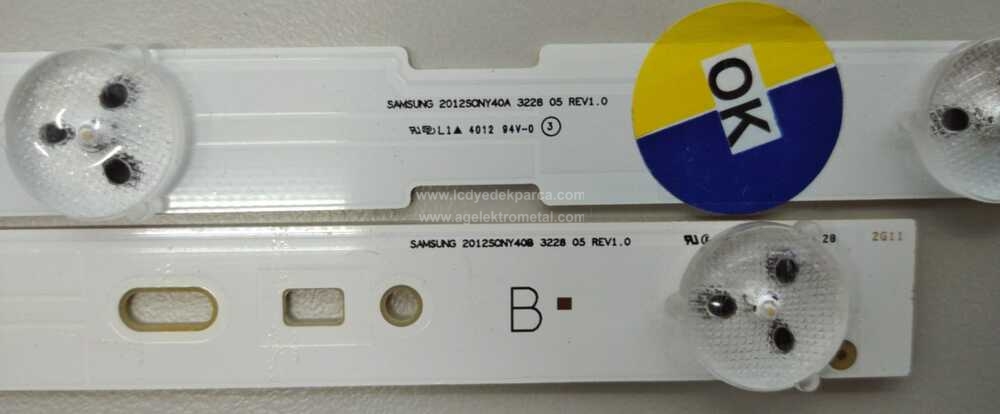 SAMSUNG 2012SONY40A 3228 05 REV1.0
L1▲ 4012 94V-0 ③
OK
www.lcdyedekparca.com
www.agelektrometal.com
SAMSUNG 2012SONY40B 3228 05 REV1.0
28 2G11
B